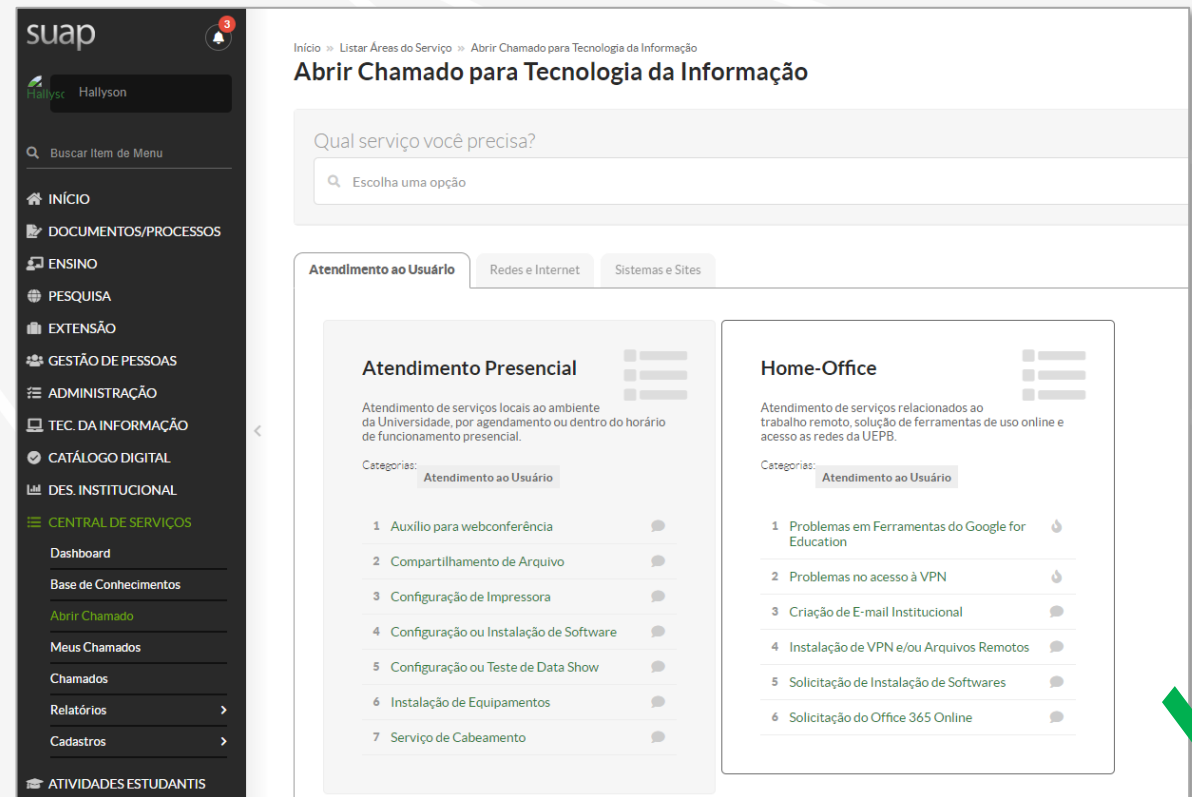 suap
3
Hallysc
Hallyson
Buscar Item de Menu
INÍCIO
DOCUMENTOS/PROCESSOS
ENSINO
PESQUISA
EXTENSÃO
GESTÃO DE PESSOAS
ADMINISTRAÇÃO
TEC. DA INFORMAÇÃO
CATÁLOGO DIGITAL
DES. INSTITUCIONAL
CENTRAL DE SERVIÇOS
Dashboard
Base de Conhecimentos
Abrir Chamado
Meus Chamados
Chamados
Relatórios
Cadastros
ATIVIDADES ESTUDANTIS
Início » Listar Áreas do Serviço » Abrir Chamado para Tecnologia da Informação
Abrir Chamado para Tecnologia da Informação
Qual serviço você precisa?
Escolha uma opção
Atendimento ao Usuário
Redes e Internet
Sistemas e Sites
Atendimento Presencial
Atendimento de serviços locais ao ambiente
da Universidade, por agendamento ou dentro do horário
de funcionamento presencial.
Categorias:
Atendimento ao Usuário
1 Auxílio para webconferência
2 Compartilhamento de Arquivo
3 Configuração de Impressora
4 Configuração ou Instalação de Software
5 Configuração ou Teste de Data Show
6 Instalação de Equipamentos
7 Serviço de Cabeamento
Home-Office
Atendimento de serviços relacionados ao
trabalho remoto, solução de ferramentas de uso online e
acesso as redes da UEPB.
Categorias:
Atendimento ao Usuário
1 Problemas em Ferramentas do Google for
Education
2 Problemas no acesso à VPN
3 Criação de E-mail Institucional
4 Instalação de VPN e/ou Arquivos Remotos
5 Solicitação de Instalação de Softwares
6 Solicitação do Office 365 Online